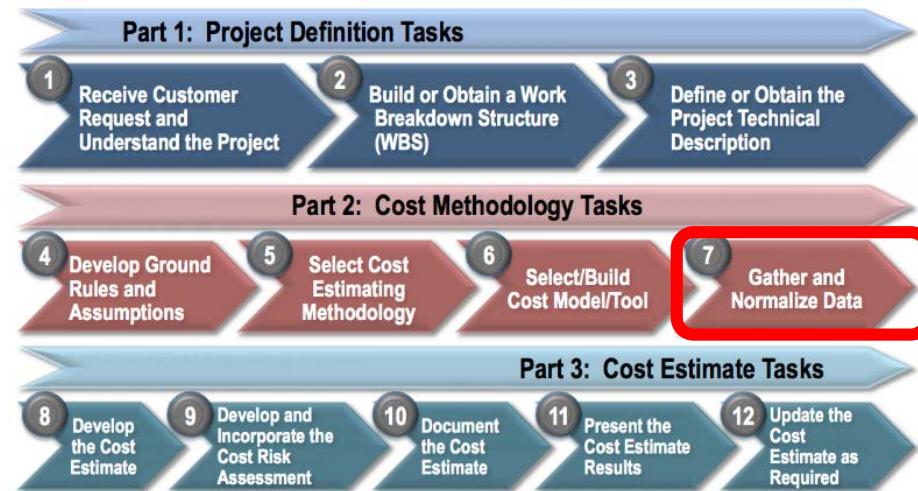 Part 1: Project Definition Tasks
1
Receive Customer
Request and
Understand the Project
2
Build or Obtain a Work
Breakdown Structure
(WBS)
3
Define or Obtain the
Project Technical
Description
Part 2: Cost Methodology Tasks
4
Develop Ground
Rules and
Assumptions
5
Select Cost
Estimating
Methodology
6
Select/Build
Cost Model/Tool
7
Gather and
Normalize Data
Part 3: Cost Estimate Tasks
8
Develop
the Cost
Estimate
9
Develop and
Incorporate the
Cost Risk
Assessment
10
Document
the Cost
Estimate
11
Present the
Cost Estimate
Results
12
Update the
Cost
Estimate as
Required